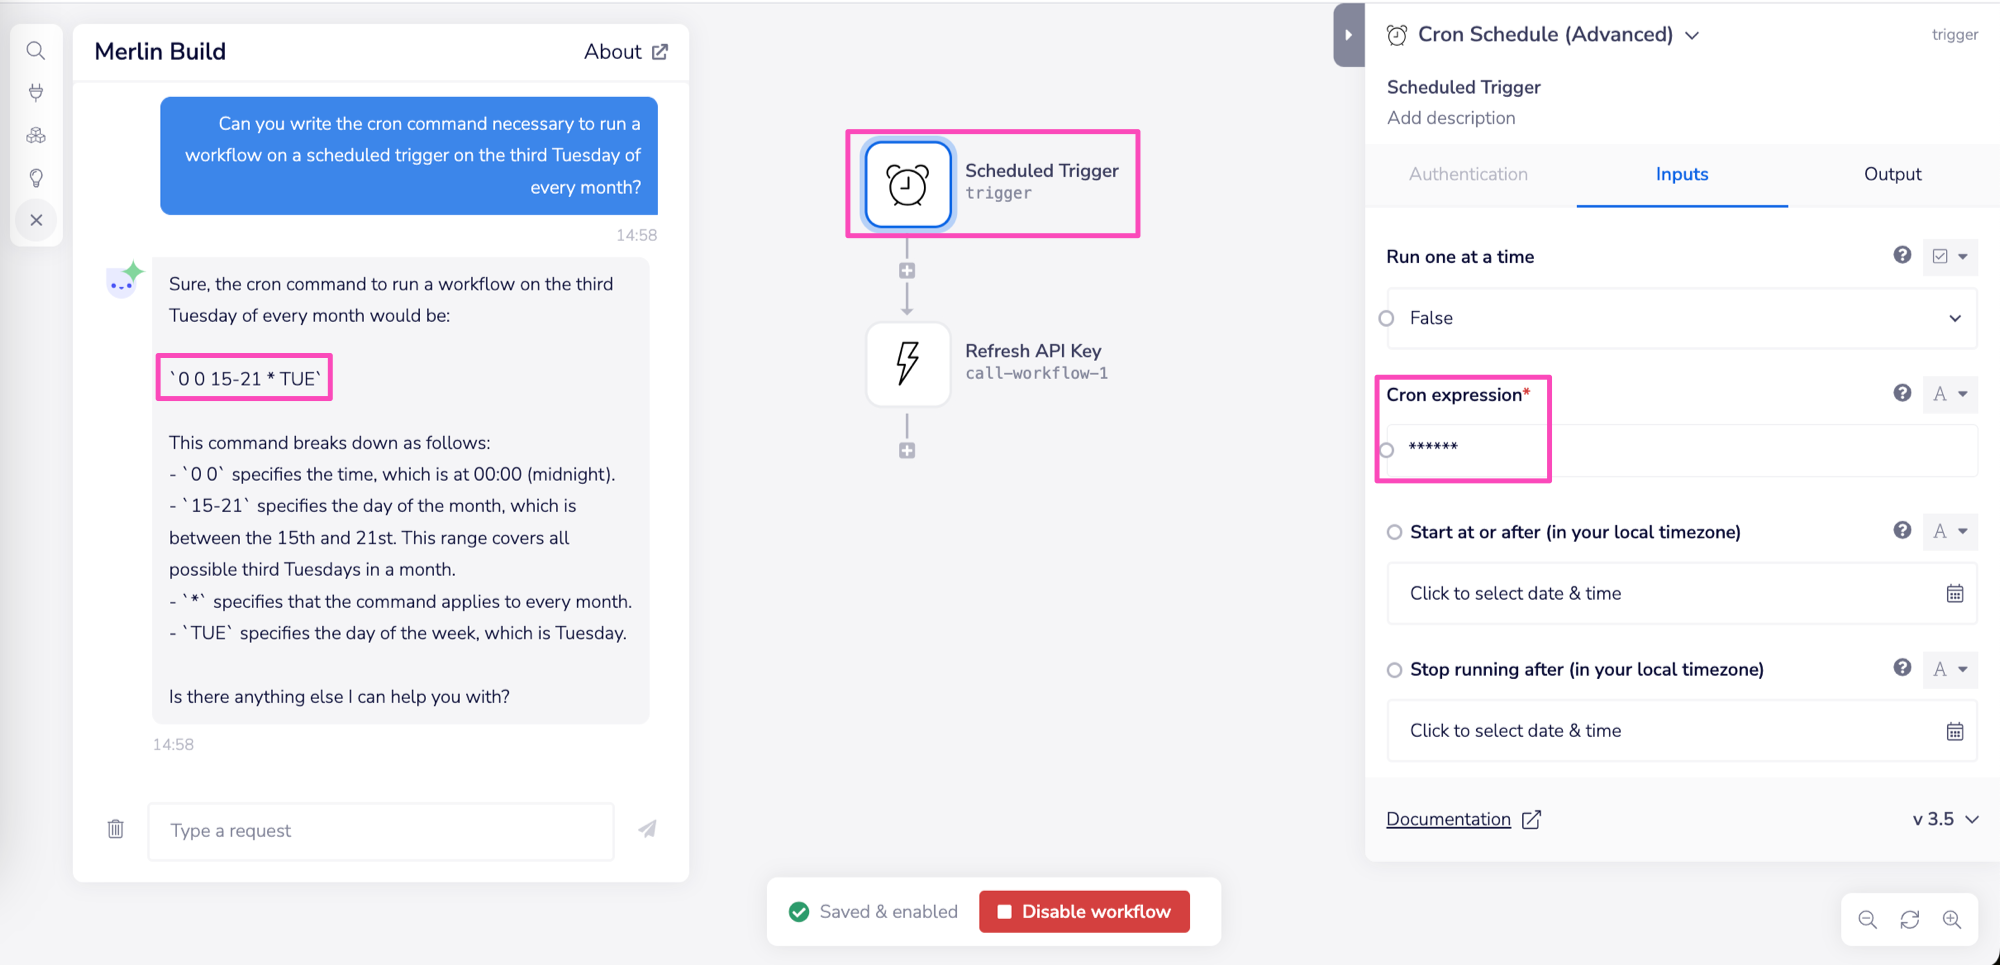 Merlin Build
About
Can you write the cron command necessary to run a
workflow on a scheduled trigger on the third Tuesday of
every month?
14:58
Sure, the cron command to run a workflow on the third
Tuesday of every month would be:
`0 0 15-21 * TUE`
This command breaks down as follows:
- `0 0` specifies the time, which is at 00:00 (midnight).
- `15-21` specifies the day of the month, which is
between the 15th and 21st. This range covers all
possible third Tuesdays in a month.
- `*` specifies that the command applies to every month.
- `TUE` specifies the day of the week, which is Tuesday.
Is there anything else I can help you with?
14:58
Type a request
Scheduled Trigger
trigger
Refresh API Key
call-workflow-1
Saved & enabled
Disable workflow
Cron Schedule (Advanced)
trigger
Scheduled Trigger
Add description
Authentication
Inputs
Output
Run one at a time
False
Cron expression*
A
******
Start at or after (in your local timezone)
A
Click to select date & time
Stop running after (in your local timezone)
A
Click to select date & time
Documentation
v 3.5